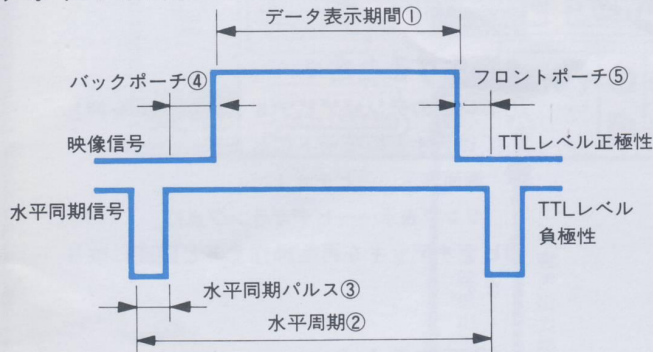 データ表示期間①
バックポーチ④
フロントポーチ⑤
映像信号
TTLレベル正極性
水平同期信号
TTLレベル
負極性
水平同期パルス③
水平周期②